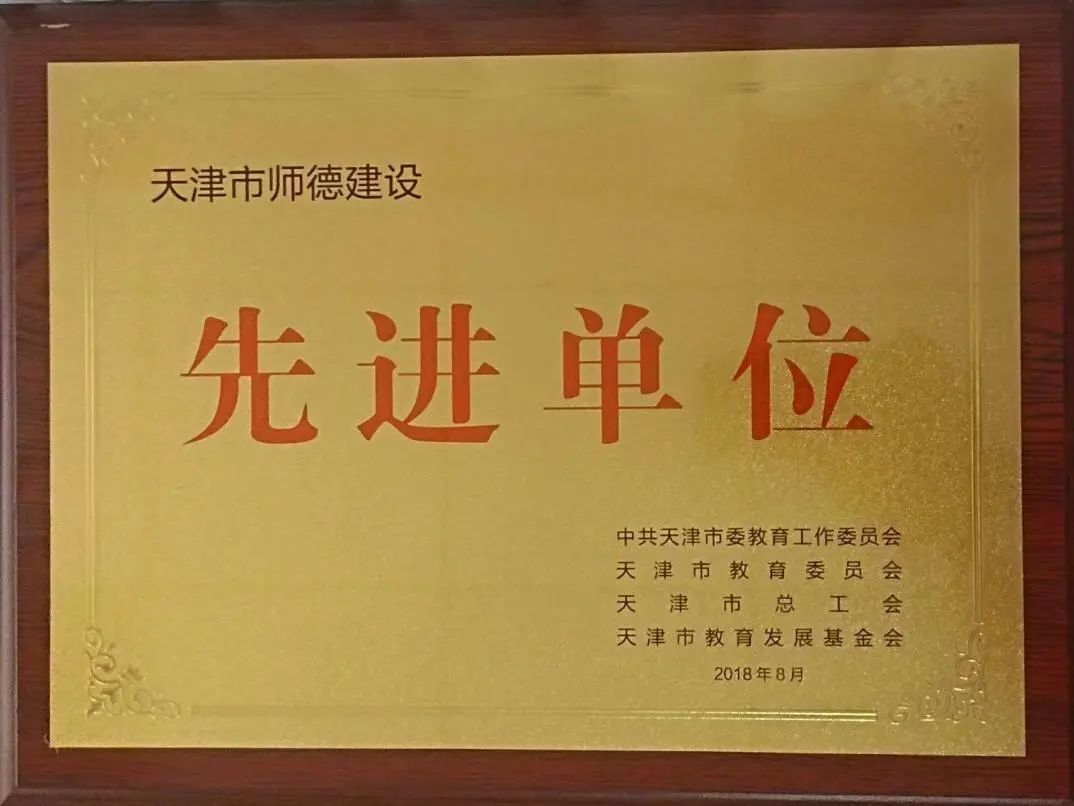 天津市师德建设
先进单位
中共天津市委教育工作委员会
天津市教育委员会
天津市总工会
天津市教育发展基金会
2018年8月